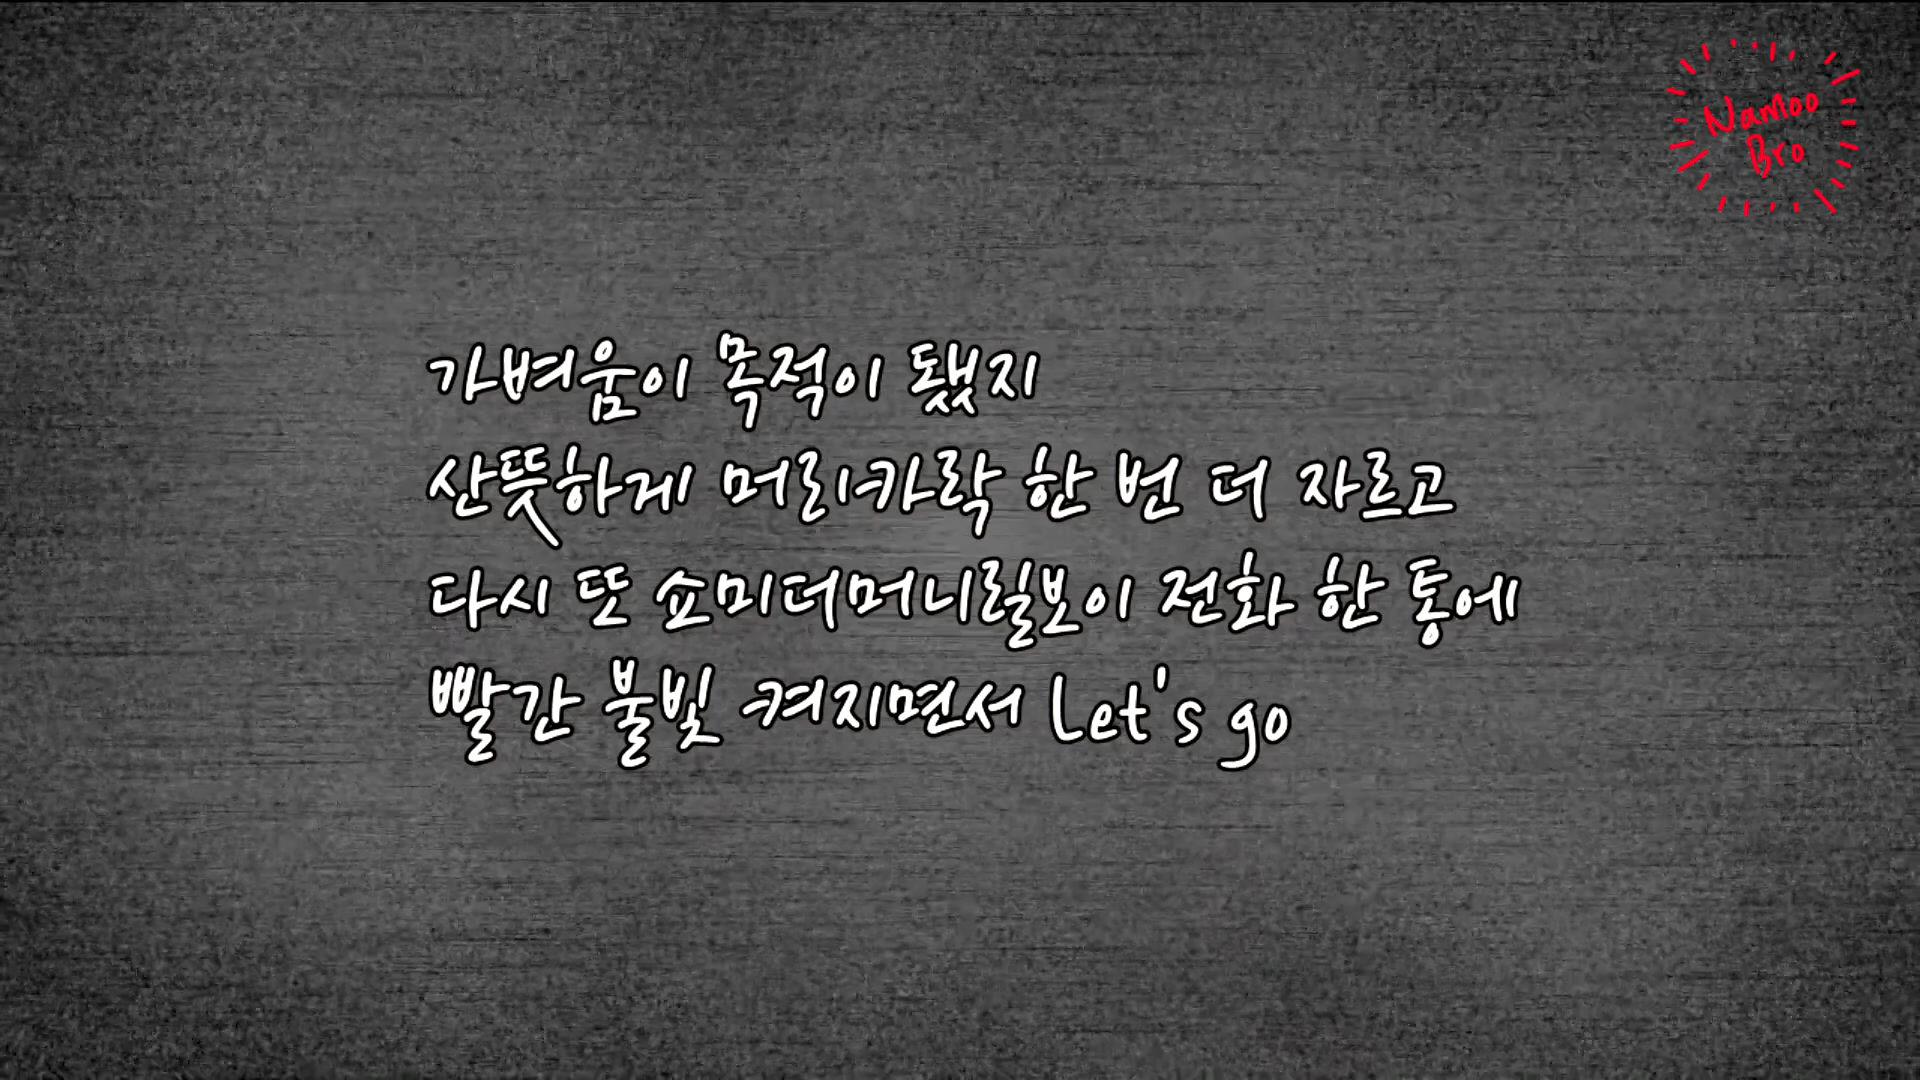 Namoo
Bro
가벼움이 목적이 됐지
산뜻하게 머리카락 한 번 더 자르고
다시 또 쇼미더머니릴보이 전화 한 통에
빨간 불빛 켜지면서 Let's go